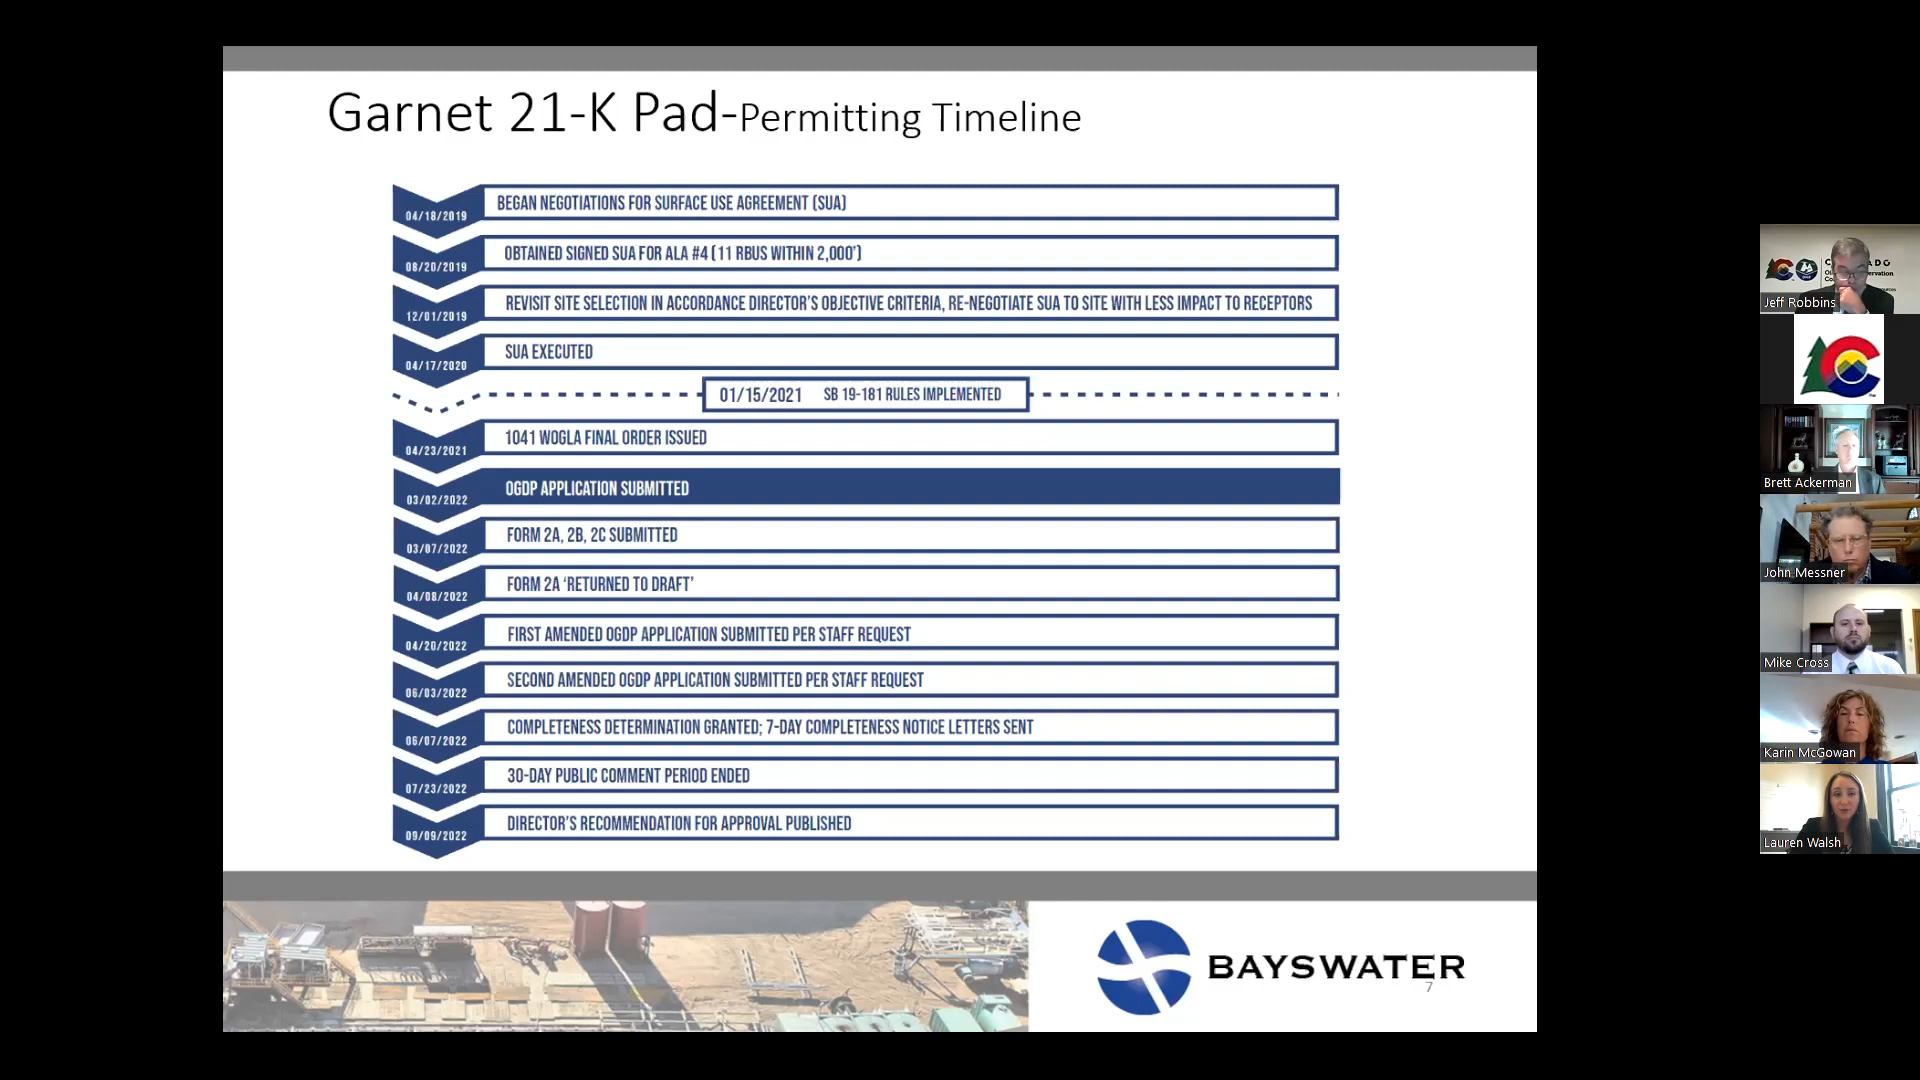 Garnet 21-K Pad-Permitting Timeline
04/18/2019 BEGAN NEGOTIATIONS FOR SURFACE USE AGREEMENT (SUA)
08/20/2019 OBTAINED SIGNED SUA FOR ALA #4 (11 RBUS WITHIN 2,000')
12/01/2019 REVISIT SITE SELECTION IN ACCORDANCE DIRECTOR'S OBJECTIVE CRITERIA, RE-NEGOTIATE SUA TO SITE WITH LESS IMPACT TO RECEPTORS
04/17/2020 SUA EXECUTED
01/15/2021 SB 19-181 RULES IMPLEMENTED
04/23/2021 1041 WOGLA FINAL ORDER ISSUED
03/02/2022 OGDP APPLICATION SUBMITTED
03/07/2022 FORM 2A, 2B, 2C SUBMITTED
04/08/2022 FORM 2A 'RETURNED TO DRAFT'
04/20/2022 FIRST AMENDED OGDP APPLICATION SUBMITTED PER STAFF REQUEST
06/03/2022 SECOND AMENDED OGDP APPLICATION SUBMITTED PER STAFF REQUEST
06/07/2022 COMPLETENESS DETERMINATION GRANTED; 7-DAY COMPLETENESS NOTICE LETTERS SENT
07/23/2022 30-DAY PUBLIC COMMENT PERIOD ENDED
09/09/2022 DIRECTOR'S RECOMMENDATION FOR APPROVAL PUBLISHED
BAYSWATER
7
Jeff Robbins
Brett Ackerman
John Messner
Mike Cross
Karin McGowan
Lauren Walsh